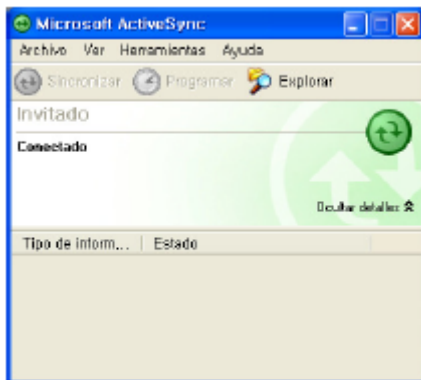 Microsoft ActiveSync
Archivo Ver Herramientas Ayuda
Sincronizar Programar Explorar
Invitado
Conectado
Ocultar detalles
Tipo de inform... Estado